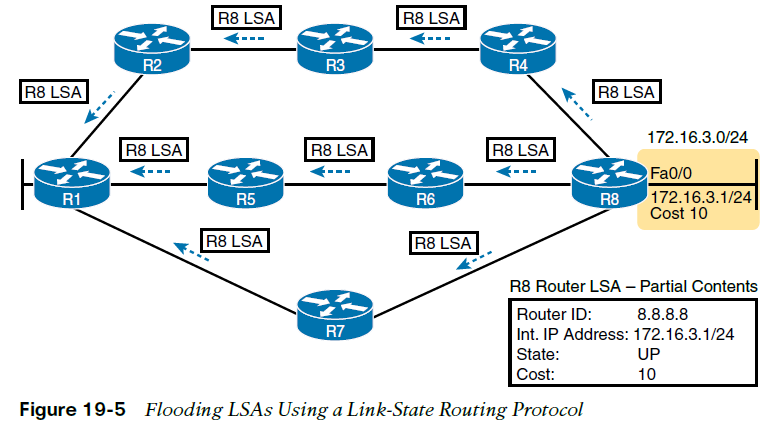 R8 LSA
R8 LSA
R2
R3
R4
R8 LSA
R8 LSA
172.16.3.0/24
R8 LSA
R8 LSA
R8 LSA
Fa0/0
R1
R5
R6
R8
172.16.3.1/24
Cost 10
R8 LSA
R8 LSA
R7
R8 Router LSA – Partial Contents
Router ID: 8.8.8.8
Int. IP Address: 172.16.3.1/24
State: UP
Cost: 10
Figure 19-5 Flooding LSAs Using a Link-State Routing Protocol